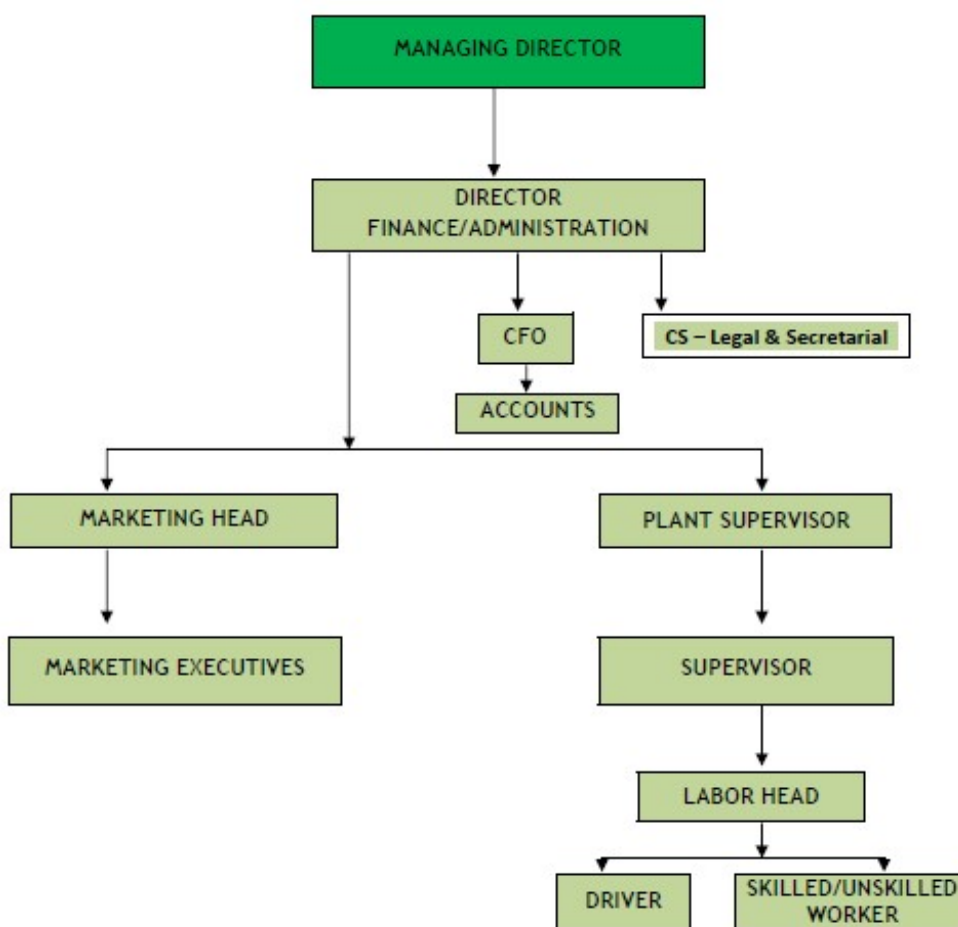 MANAGING DIRECTOR
DIRECTOR
FINANCE/ADMINISTRATION
CFO
CS – Legal & Secretarial
ACCOUNTS
MARKETING HEAD
PLANT SUPERVISOR
MARKETING EXECUTIVES
SUPERVISOR
LABOR HEAD
DRIVER
SKILLED/UNSKILLED
WORKER